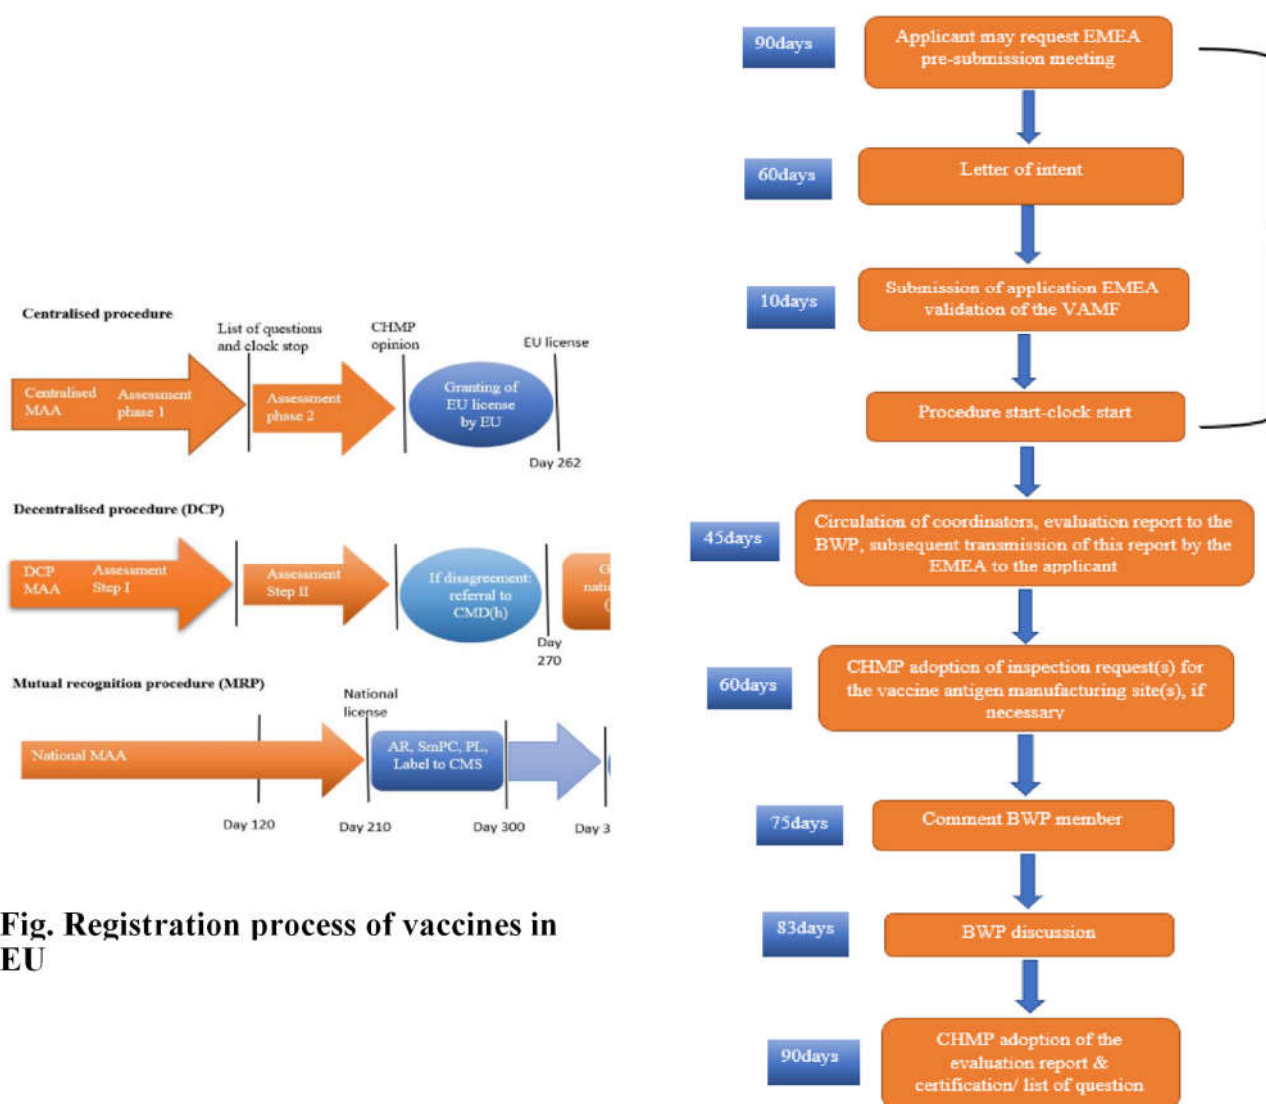 Centralised procedure
List of questions
and clock stop
CHMP
opinion
EU license
Centralised
MAA
Assessment
phase 1
Assessment
phase 2
Granting of
EU license
by EU
Day 262
Decentralised procedure (DCP)
DCP
MAA
Assessment
Step I
Assessment
Step II
If disagreement:
referral to
CMD(h)
Day
270
Mutual recognition procedure (MRP)
National
license
National MAA
AR, SmPC, PL,
Label to CMS
Day 120
Day 210
Day 300
Day 3
Fig. Registration process of vaccines in
EU
90days
Applicant may request EMEA
pre-submission meeting
60days
Letter of intent
10days
Submission of application EMEA
validation of the VAMF
Procedure start-clock start
45days
Circulation of coordinators, evaluation report to the
BWP, subsequent transmission of this report by the
EMEA to the applicant
60days
CHMP adoption of inspection request(s) for
the vaccine antigen manufacturing site(s), if
necessary
75days
Comment BWP member
83days
BWP discussion
90days
CHMP adoption of the
evaluation report &
certification/ list of question